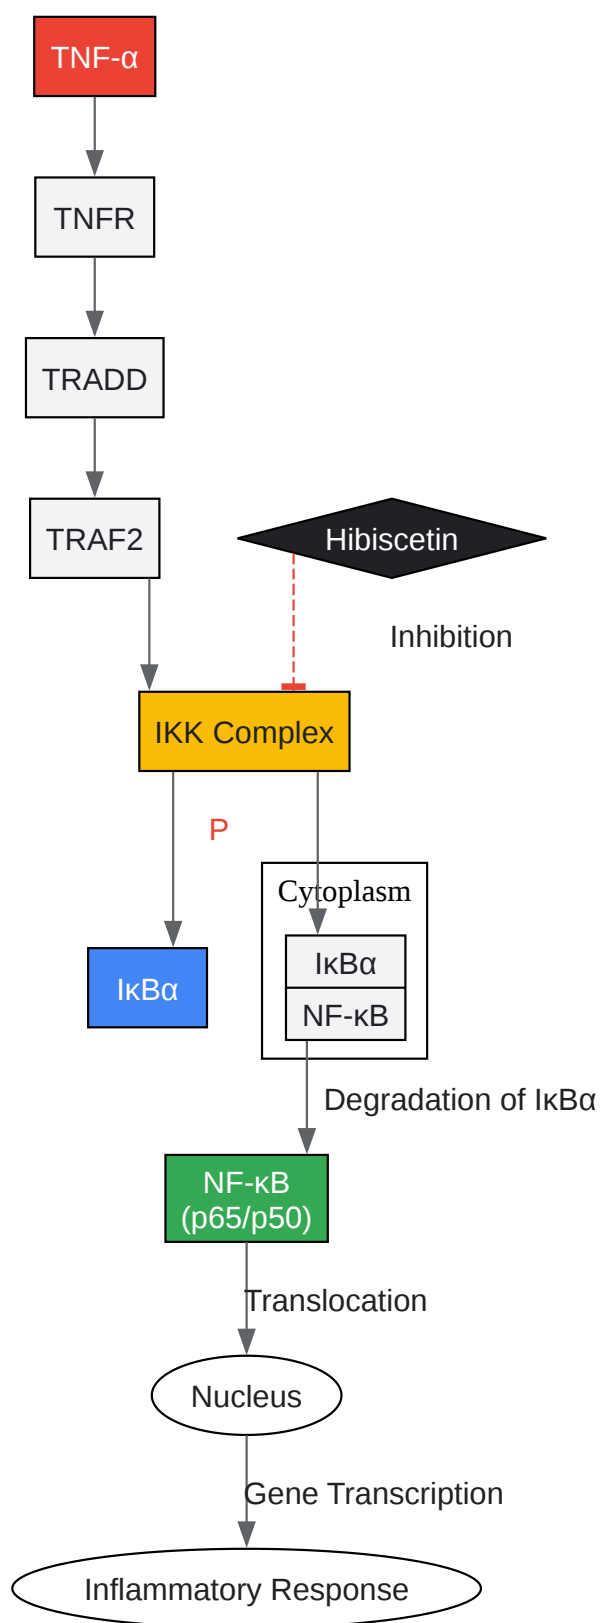 TNF-α
TNFR
TRADD
TRAF2
Hibiscetin
Inhibition
IKK Complex
P
Cytoplasm
IκBα
IκBα
NF-κB
Degradation of IκBα
NF-κB
(p65/p50)
Translocation
Nucleus
Gene Transcription
Inflammatory Response